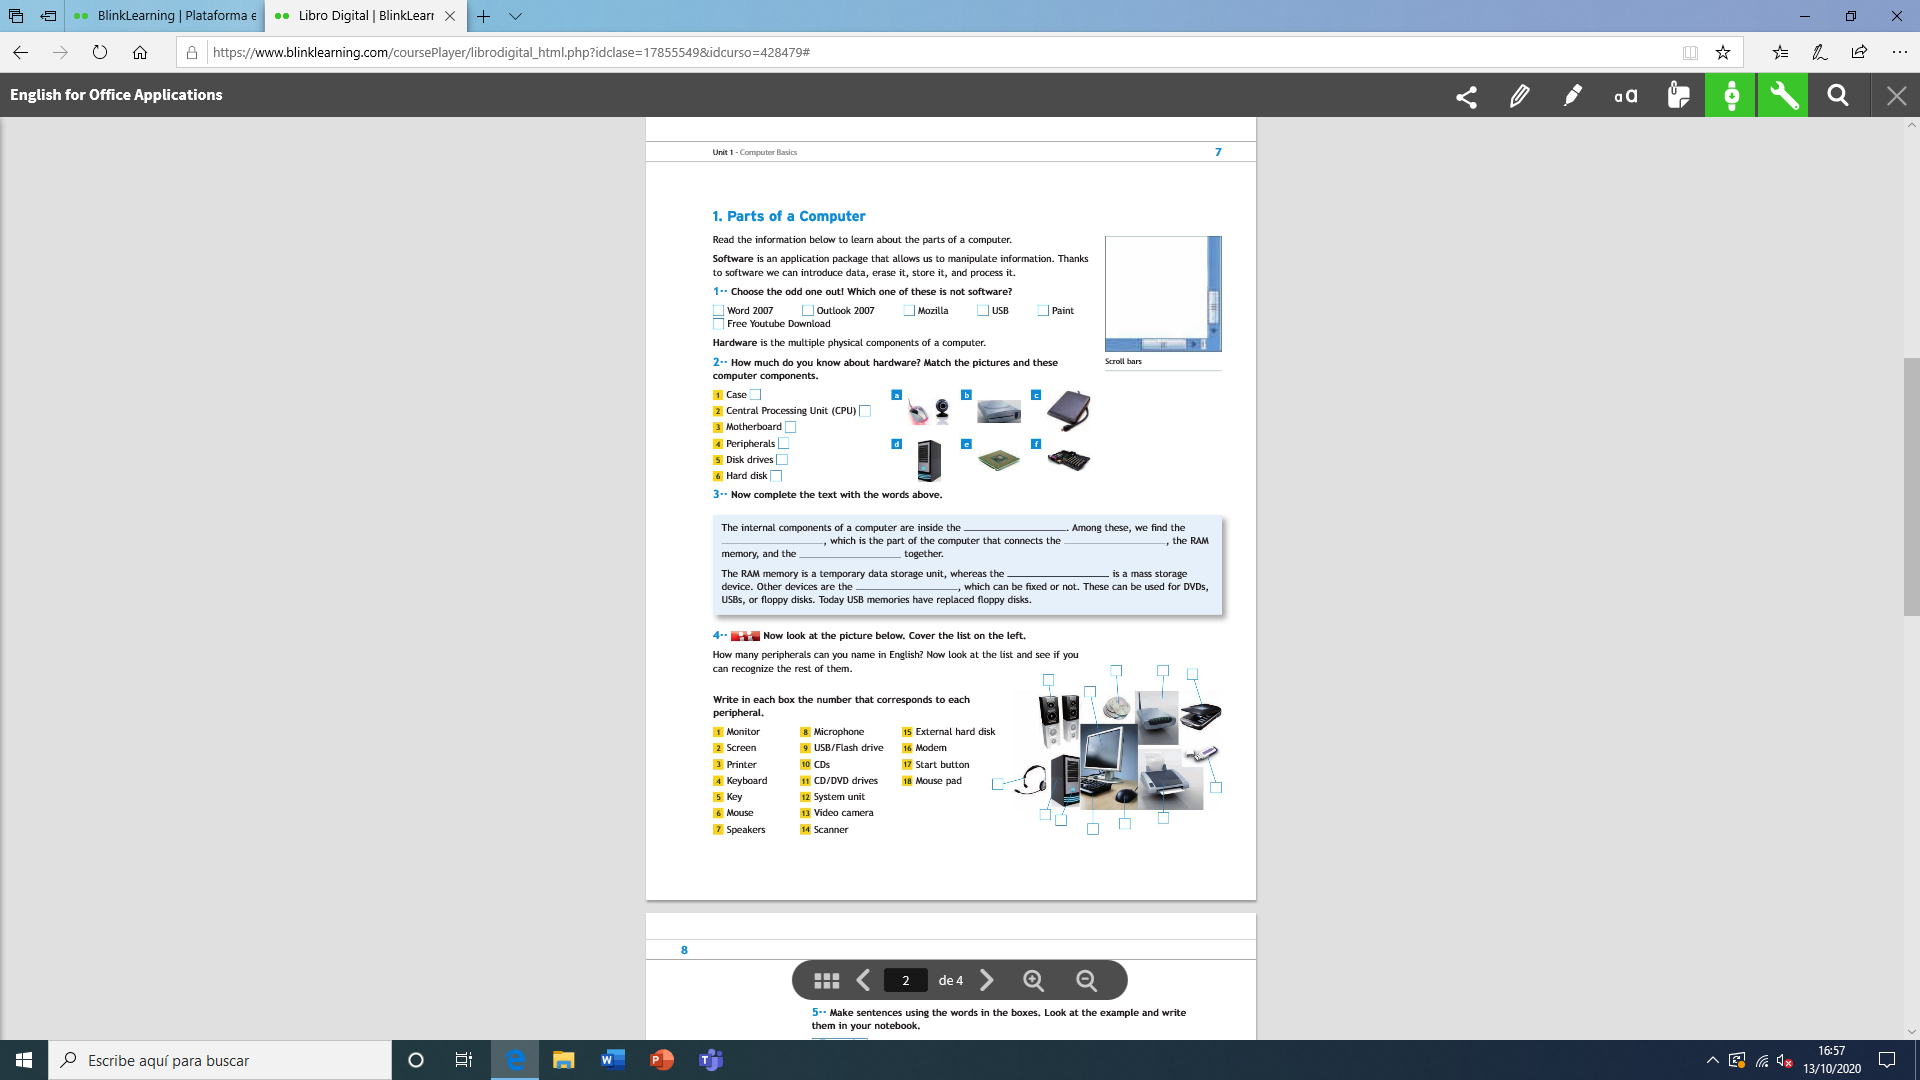 BlinkLearning | Plataforma e
Libro Digital | BlinkLearr
https://www.blinklearning.com/coursePlayer/librodigital_html.php?idclase=17855549&idcurso=428479#
English for Office Applications
aa
Unit 1 - Computer Basics
7
1. Parts of a Computer
Read the information below to learn about the parts of a computer.
Software is an application package that allows us to manipulate information. Thanks
to software we can introduce data, erase it, store it, and process it.
1·· Choose the odd one out! Which one of these is not software?
Word 2007 Outlook 2007 Mozilla USB Paint
Free Youtube Download
Scroll bars
Hardware is the multiple physical components of a computer.
2·· How much do you know about hardware? Match the pictures and these
computer components.
1 Case
2 Central Processing Unit (CPU)
3 Motherboard
4 Peripherals
5 Disk drives
6 Hard disk
a b c
d e f
3·· Now complete the text with the words above.
The internal components of a computer are inside the ____________________. Among these, we find the
____________________, which is the part of the computer that connects the ____________________, the RAM
memory, and the ____________________ together.
The RAM memory is a temporary data storage unit, whereas the ____________________ is a mass storage
device. Other devices are the ____________________, which can be fixed or not. These can be used for DVDs,
USBs, or floppy disks. Today USB memories have replaced floppy disks.
4·· Now look at the picture below. Cover the list on the left.
How many peripherals can you name in English? Now look at the list and see if you
can recognize the rest of them.
Write in each box the number that corresponds to each
peripheral.
1 Monitor
2 Screen
3 Printer
4 Keyboard
5 Key
6 Mouse
7 Speakers
8 Microphone
9 USB/Flash drive
10 CDs
11 CD/DVD drives
12 System unit
13 Video camera
14 Scanner
15 External hard disk
16 Modem
17 Start button
18 Mouse pad
8
2 de 4
5·· Make sentences using the words in the boxes. Look at the example and write
them in your notebook.
Escribe aquí para buscar
16:57
13/10/2020